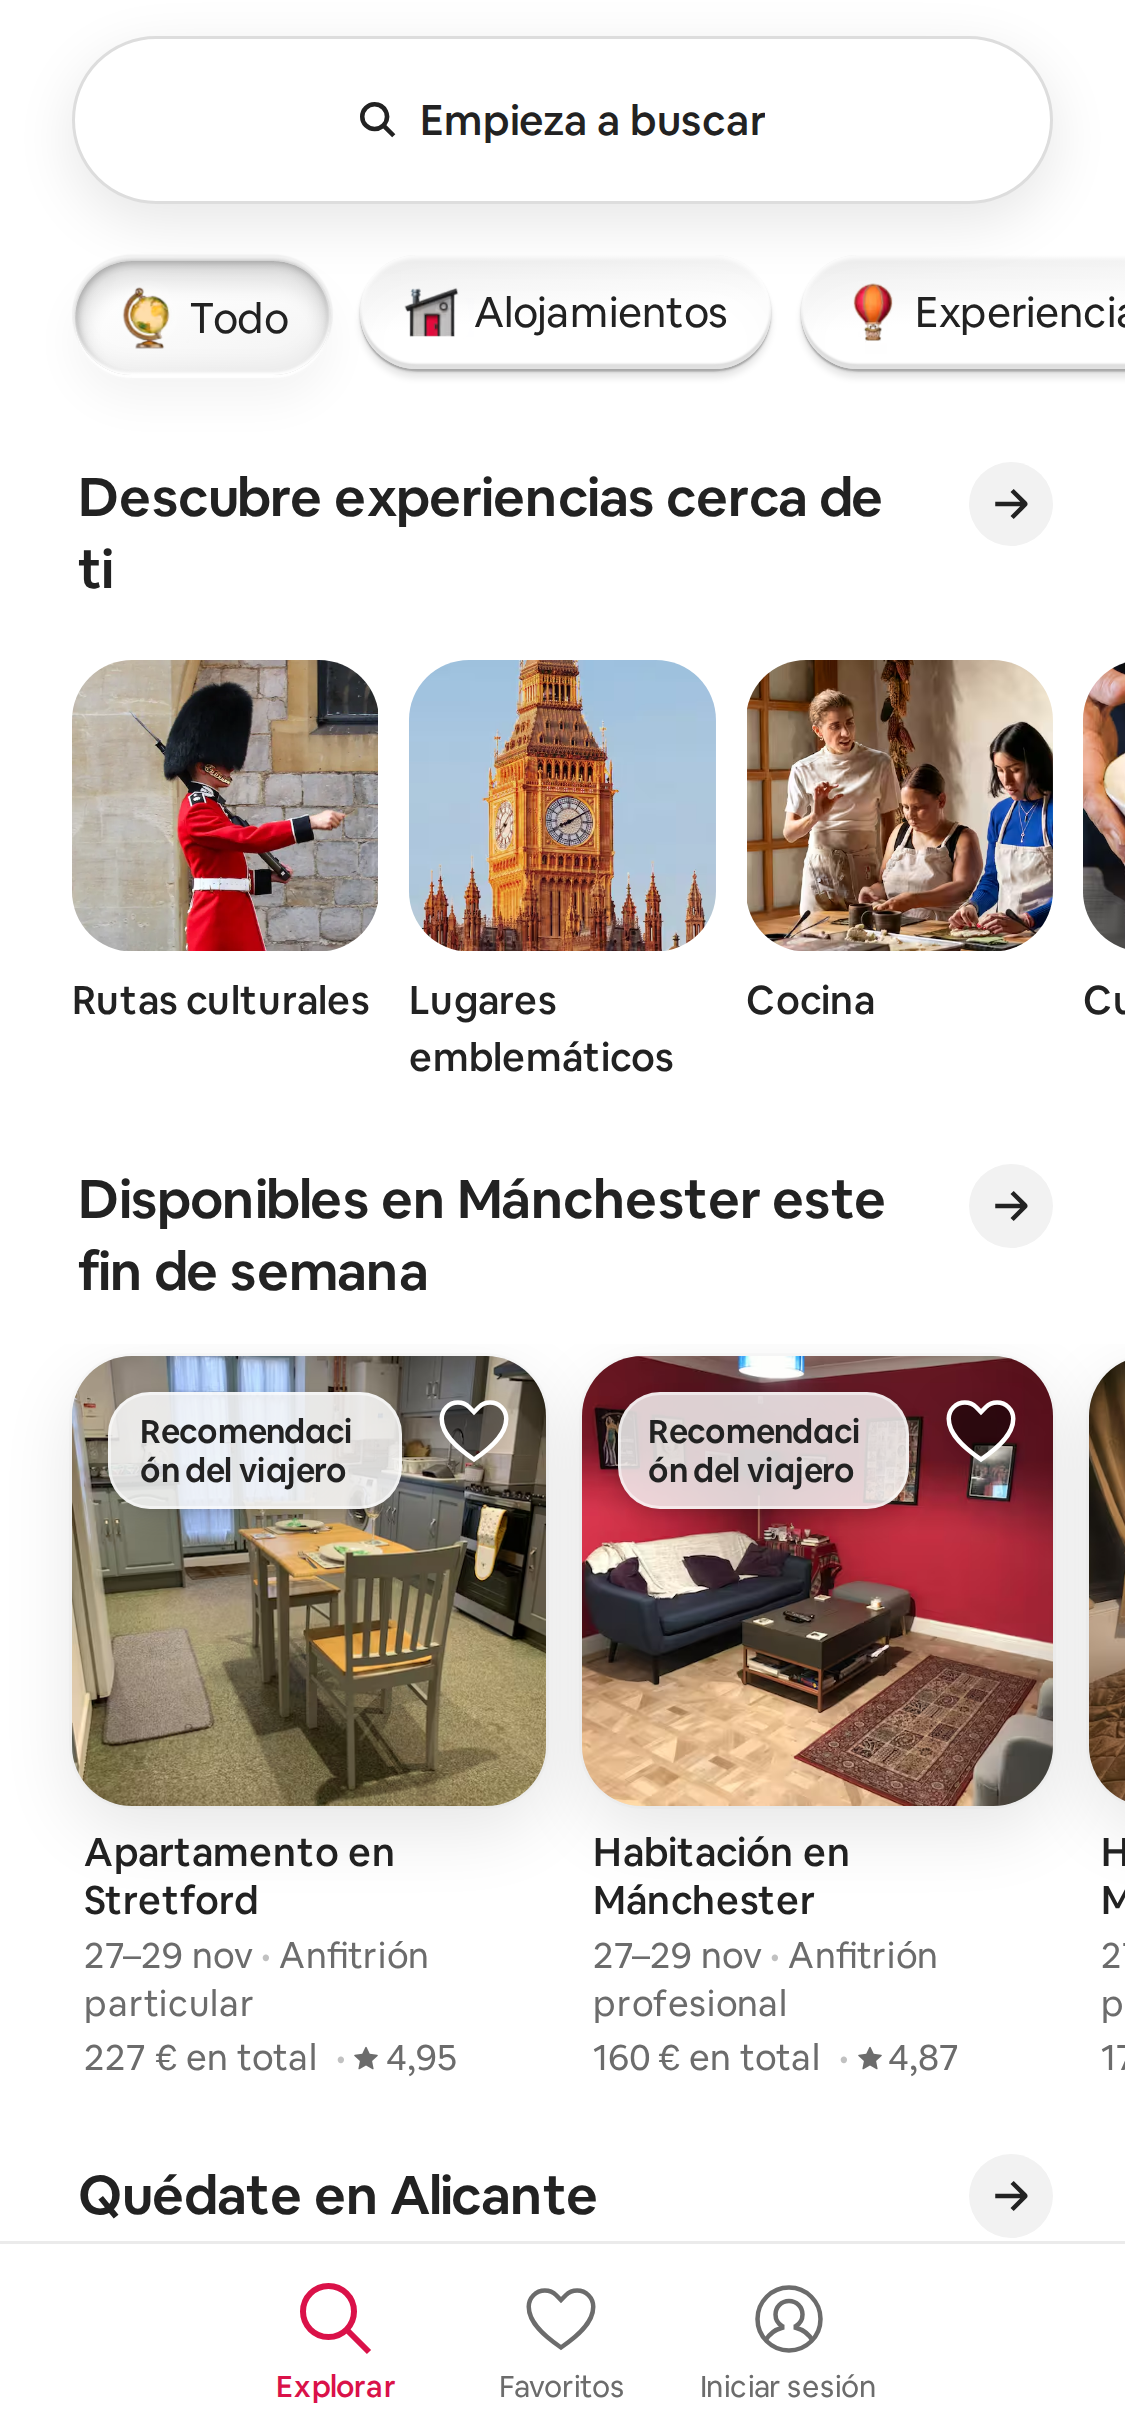 Empieza a buscar
Todo
Alojamientos
Descubre experiencias cerca de
ti
Rutas culturales
Lugares
emblemáticos
Cocina
Disponibles en Mánchester este
fin de semana
Recomendaci
ón del viajero
Recomendaci
ón del viajero
Apartamento en
Stretford
27–29 nov · Anfitrión
particular
227 € en total · ★ 4,95
Habitación en
Mánchester
27–29 nov · Anfitrión
profesional
160 € en total · ★ 4,87
Quédate en Alicante
Explorar
Favoritos
Iniciar sesión